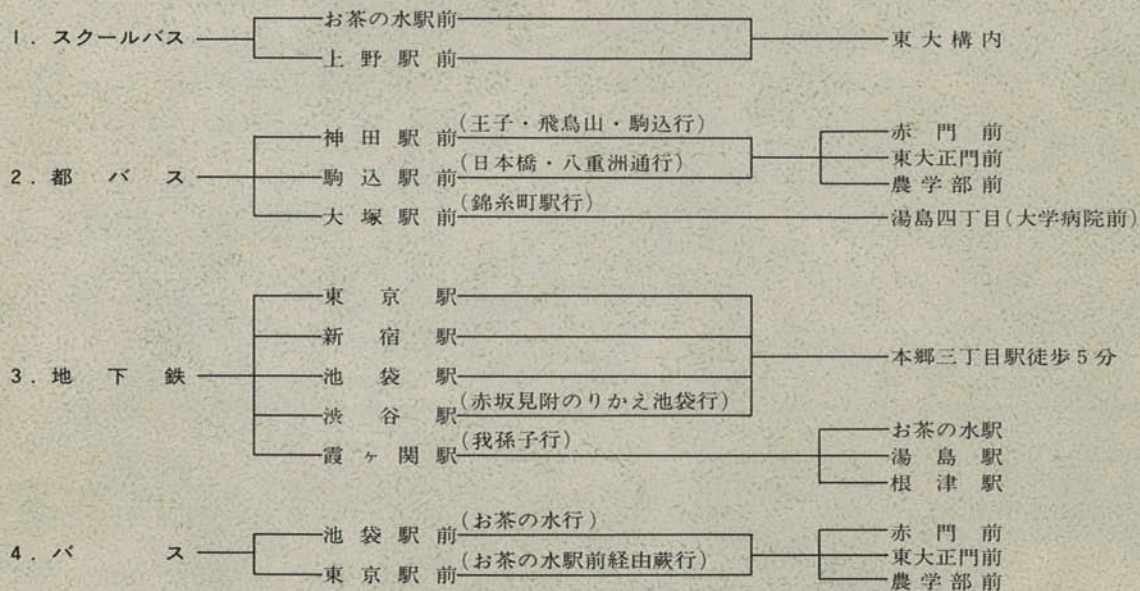 1. スクールバス
お茶の水駅前
上野駅前
東大構内
2. 都バス
神田駅前(王子・飛鳥山・駒込行)
駒込駅前(日本橋・八重洲通行)
大塚駅前(錦糸町駅行)
赤門前
東大正門前
農学部前
湯島四丁目(大学病院前)
3. 地下鉄
東京駅
新宿駅
池袋駅
渋谷駅(赤坂見附のりかえ池袋行)
霞ヶ関駅(我孫子行)
本郷三丁目駅徒歩5分
お茶の水駅
湯島駅
根津駅
4. バス
池袋駅前(お茶の水行)
東京駅前(お茶の水駅前経由蕨行)
赤門前
東大正門前
農学部前